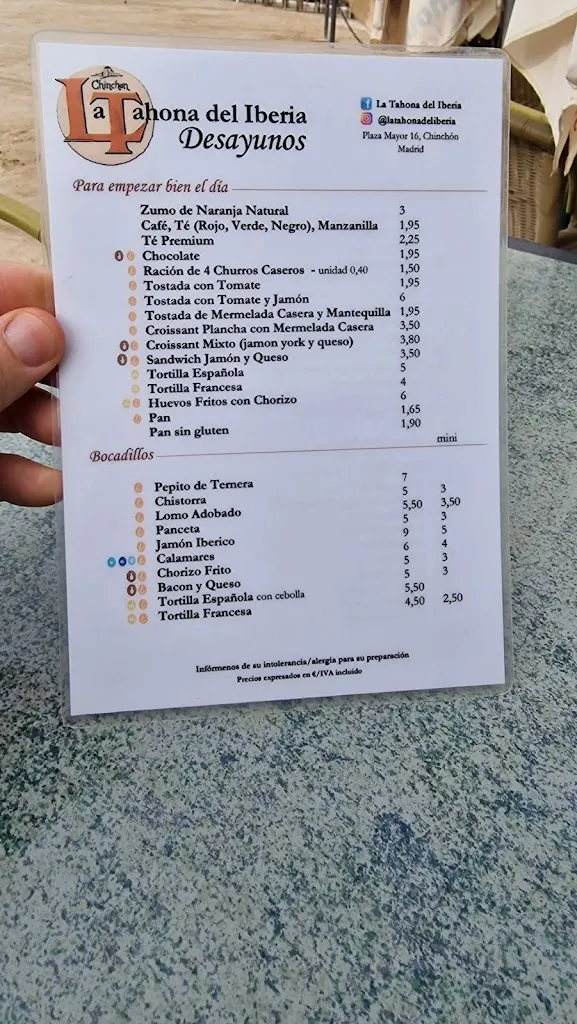 Chinchon
La Tahona del Iberia
Desayunos
La Tahona del Iberia
@latahonadeliberia
Plaza Mayor 16, Chinchón
Madrid
Para empezar bien el día
Zumo de Naranja Natural 3
Café, Té (Rojo, Verde, Negro), Manzanilla 1,95
Té Premium 2,25
Chocolate 1,95
Ración de 4 Churros Caseros - unidad 0,40 1,50
Tostada con Tomate 1,95
Tostada con Tomate y Jamón 6
Tostada de Mermelada Casera y Mantequilla 1,95
Croissant Plancha con Mermelada Casera 3,50
Croissant Mixto (jamon york y queso) 3,80
Sandwich Jamón y Queso 3,50
Tortilla Española 5
Tortilla Francesa 4
Huevos Fritos con Chorizo 6
Pan 1,65
Pan sin gluten 1,90
mini
Bocadillos
Pepito de Ternera 7
Chistorra 5 3
Lomo Adobado 5,50 3,50
Panceta 5 3
Jamón Iberico 9 5
Calamares 6 4
Chorizo Frito 5 3
Bacon y Queso 5 3
Tortilla Española con cebolla 5,50
Tortilla Francesa 4,50 2,50
Infórmenos de su intolerancia/alergia para su preparación
Precios expresados en €/IVA incluido